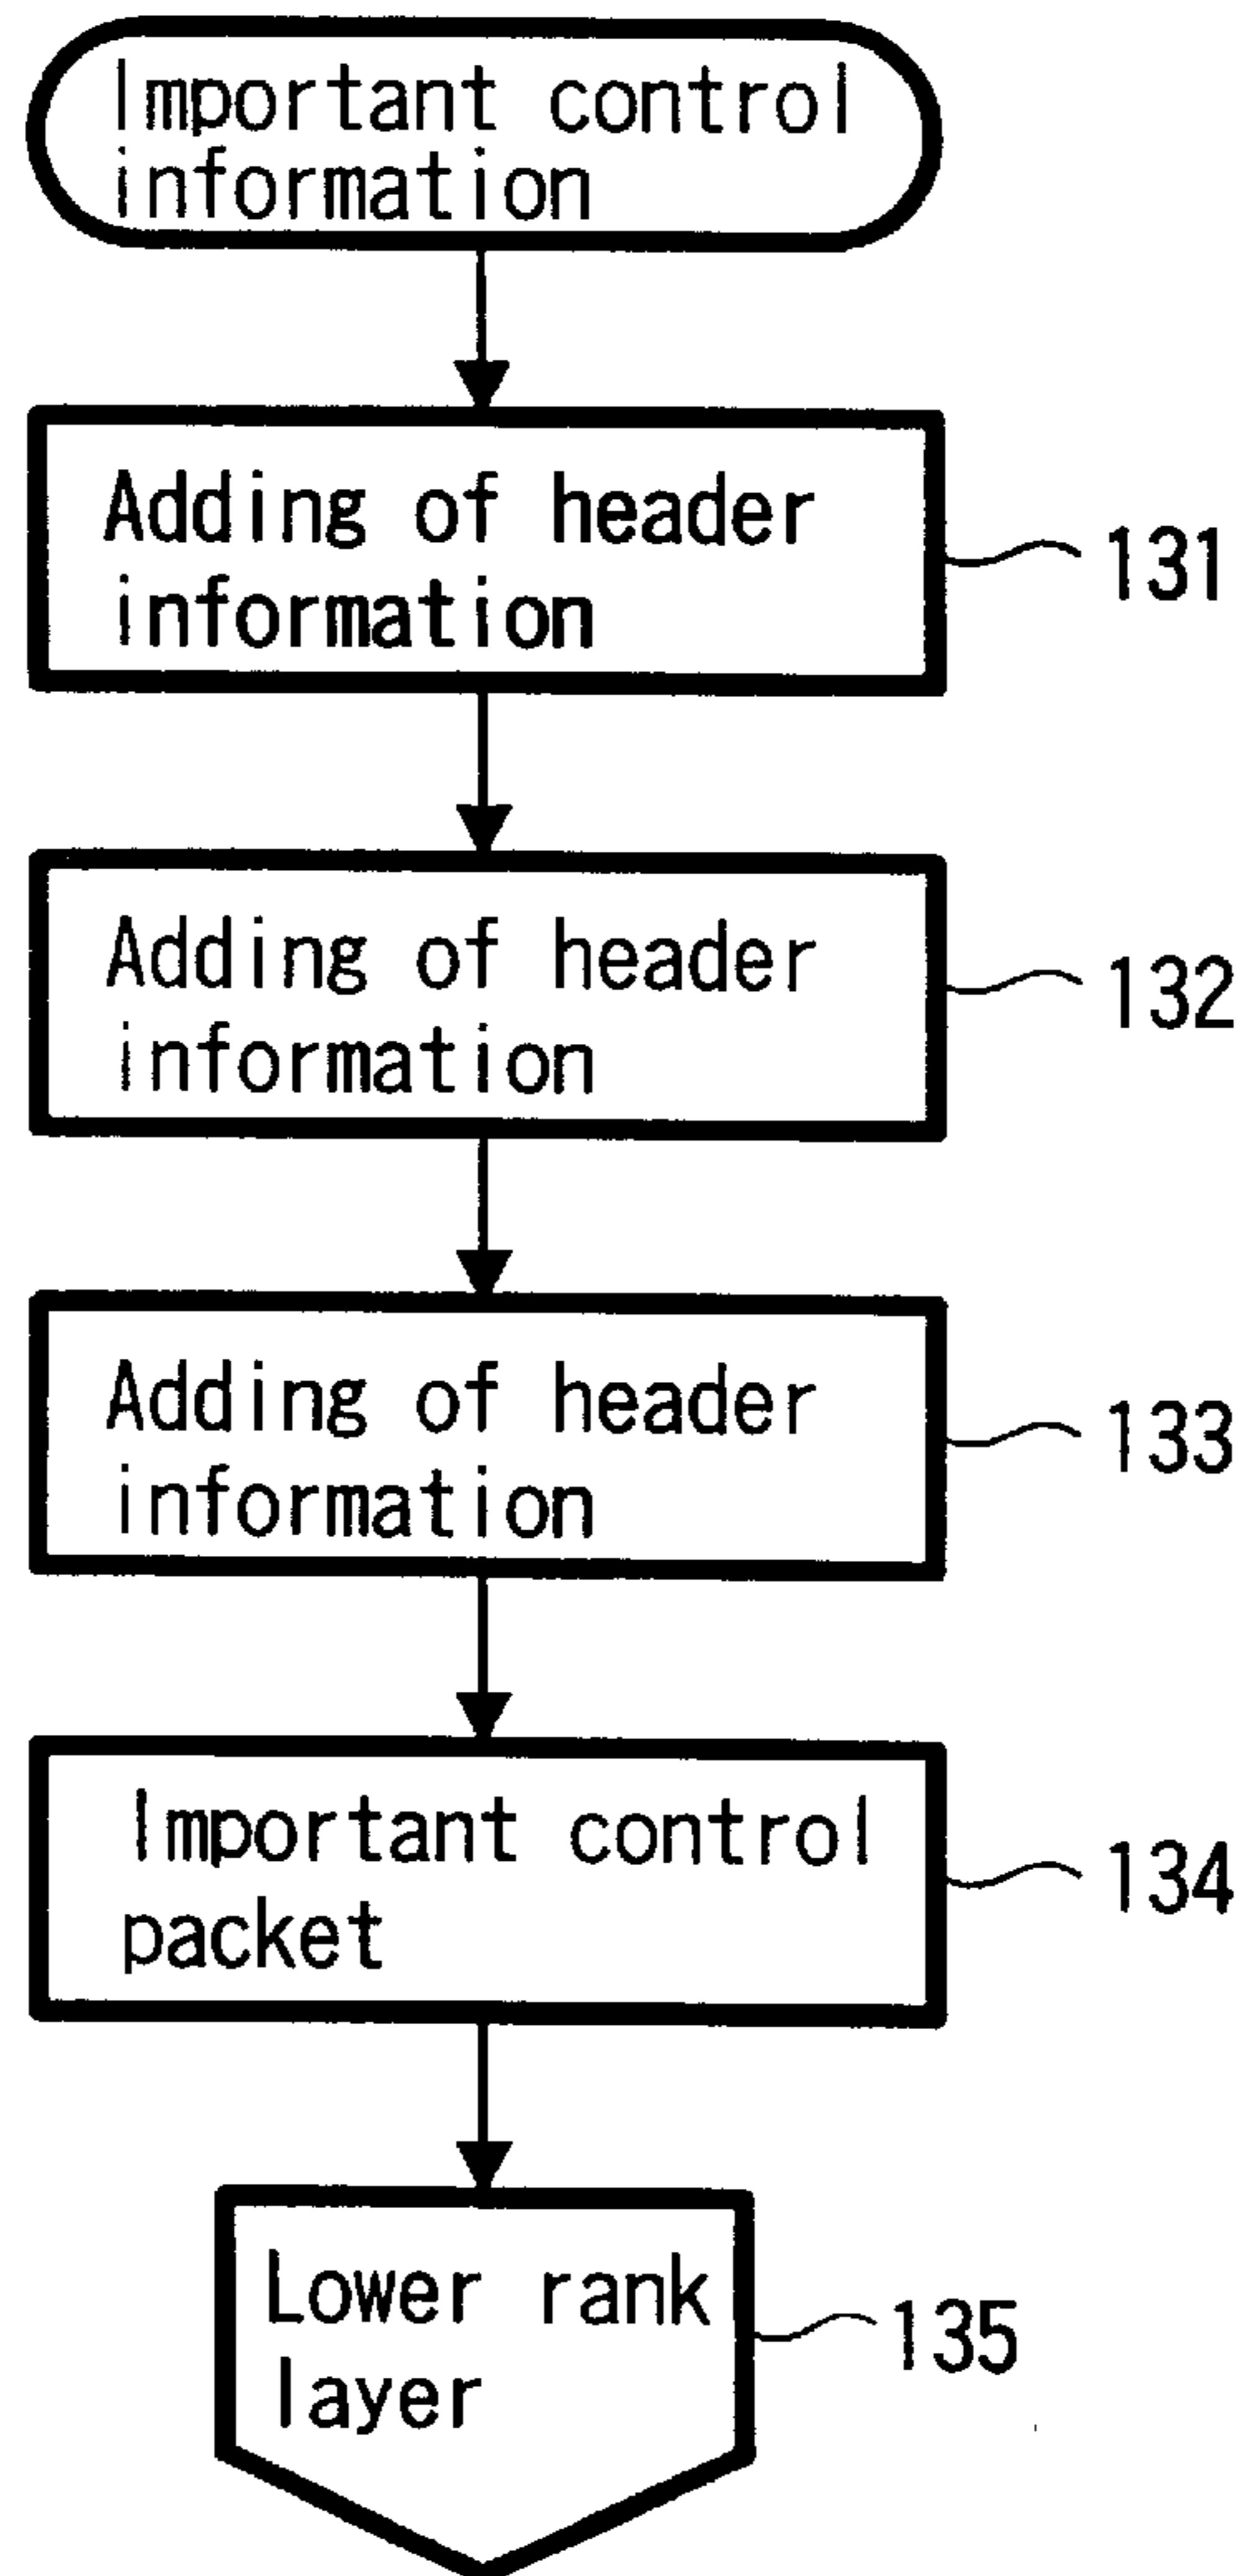 Important control
information
Adding of header
information
131
Adding of header
information
132
Adding of header
information
133
Important control
packet
134
Lower rank
layer
135